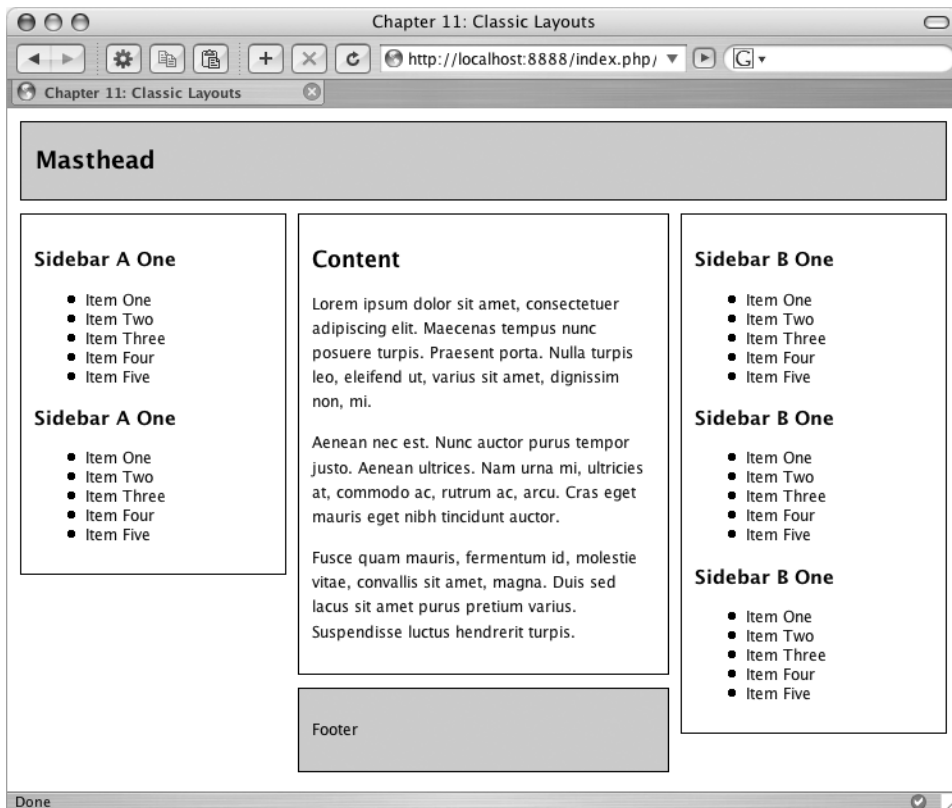 Chapter 11: Classic Layouts
http://localhost:8888/index.php/
G
Chapter 11: Classic Layouts
Masthead
Sidebar A One
Item One
Item Two
Item Three
Item Four
Item Five
Sidebar A One
Item One
Item Two
Item Three
Item Four
Item Five
Content
Lorem ipsum dolor sit amet, consectetuer
adipiscing elit. Maecenas tempus nunc
posuere turpis. Praesent porta. Nulla turpis
leo, eleifend ut, varius sit amet, dignissim
non, mi.
Aenean nec est. Nunc auctor purus tempor
justo. Aenean ultrices. Nam urna mi, ultricies
at, commodo ac, rutrum ac, arcu. Cras eget
mauris eget nibh tincidunt auctor.
Fusce quam mauris, fermentum id, molestie
vitae, convallis sit amet, magna. Duis sed
lacus sit amet purus pretium varius.
Suspendisse luctus hendrerit turpis.
Footer
Sidebar B One
Item One
Item Two
Item Three
Item Four
Item Five
Sidebar B One
Item One
Item Two
Item Three
Item Four
Item Five
Sidebar B One
Item One
Item Two
Item Three
Item Four
Item Five
Done